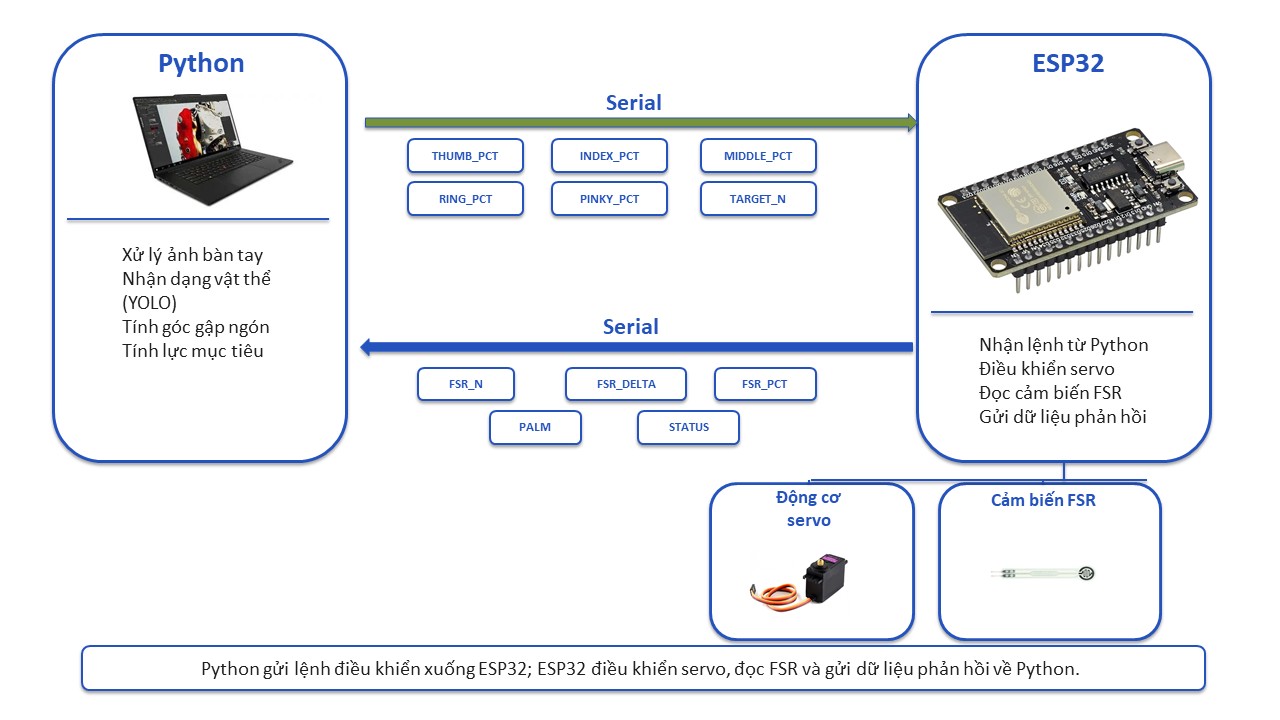 Python
Xử lý ảnh bàn tay
Nhận dạng vật thể
(YOLO)
Tính góc gập ngón
Tính lực mục tiêu
Serial
THUMB_PCT
INDEX_PCT
MIDDLE_PCT
RING_PCT
PINKY_PCT
TARGET_N
Serial
FSR_N
FSR_DELTA
FSR_PCT
PALM
STATUS
ESP32
Nhận lệnh từ Python
Điều khiển servo
Đọc cảm biến FSR
Gửi dữ liệu phản hồi
Động cơ
servo
Cảm biến FSR
Python gửi lệnh điều khiển xuống ESP32; ESP32 điều khiển servo, đọc FSR và gửi dữ liệu phản hồi về Python.